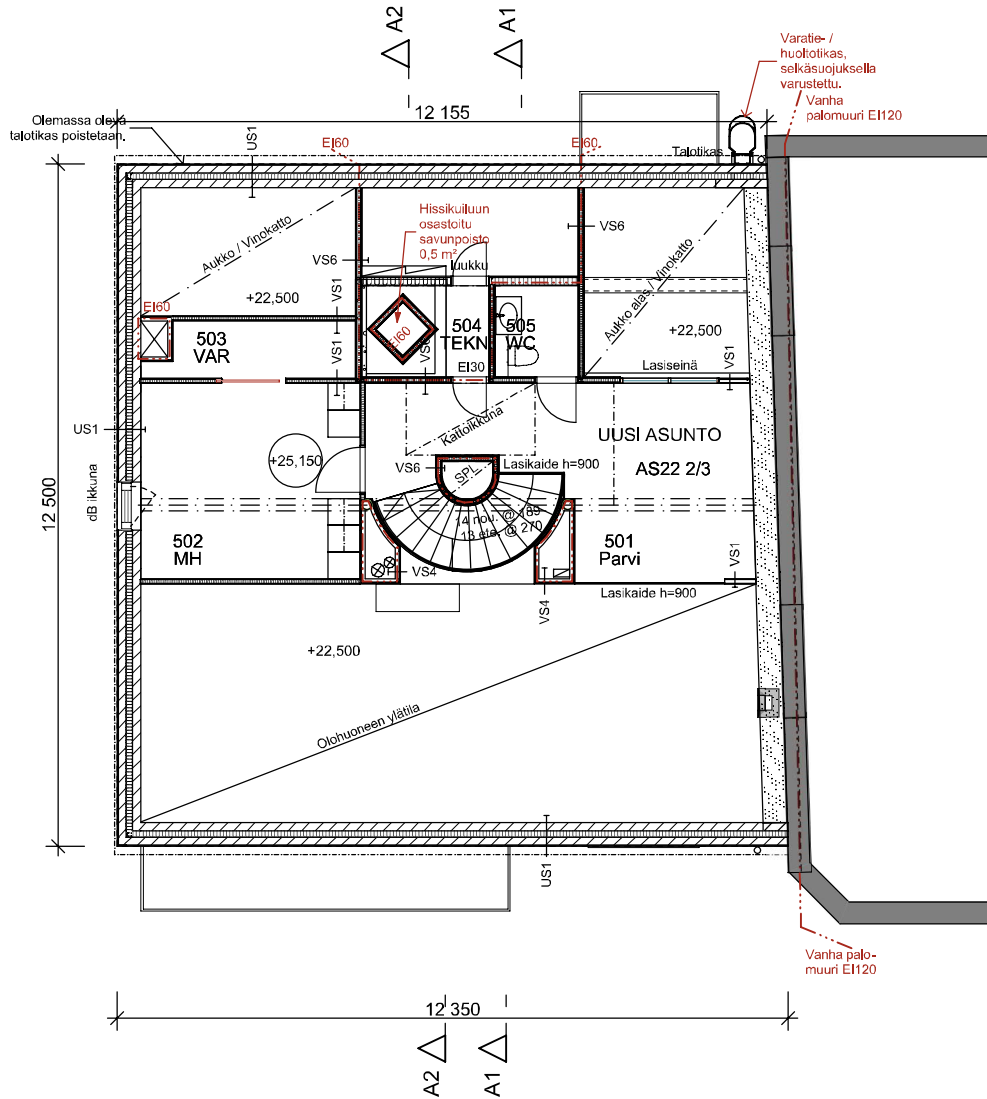 A2
A1
Varatie- /
huoltotikas,
selkäsuojuksella
varustettu.
Vanha
palomuuri EI120
Olemassa oleva
talotikas poistetaan.
12 155
US1
EI60
EI60
Talotikas
Hissikuiluun
osastoitu
savunpoisto
0,5 m²
Aukko / Vinokatto
VS6
luukku
VS6
Aukko alas / Vinokatto
+22,500
VS1
EI60
503
VAR
VS1
EI60
504
TEKN
505
WC
+22,500
Lasiseinä
VS1
EI30
US1
+25,150
Kattoikkuna
UUSI ASUNTO
AS22 2/3
VS6
SPL
Lasikaide h=900
dB ikkuna
12 500
14 nou. @ 189
13 ete. @ 270
502
MH
501
Parvi
VS4
VS4
VS1
Lasikaide h=900
+22,500
Olohuoneen ylätila
US1
Vanha palo-
muuri EI120
12 350
A2
A1